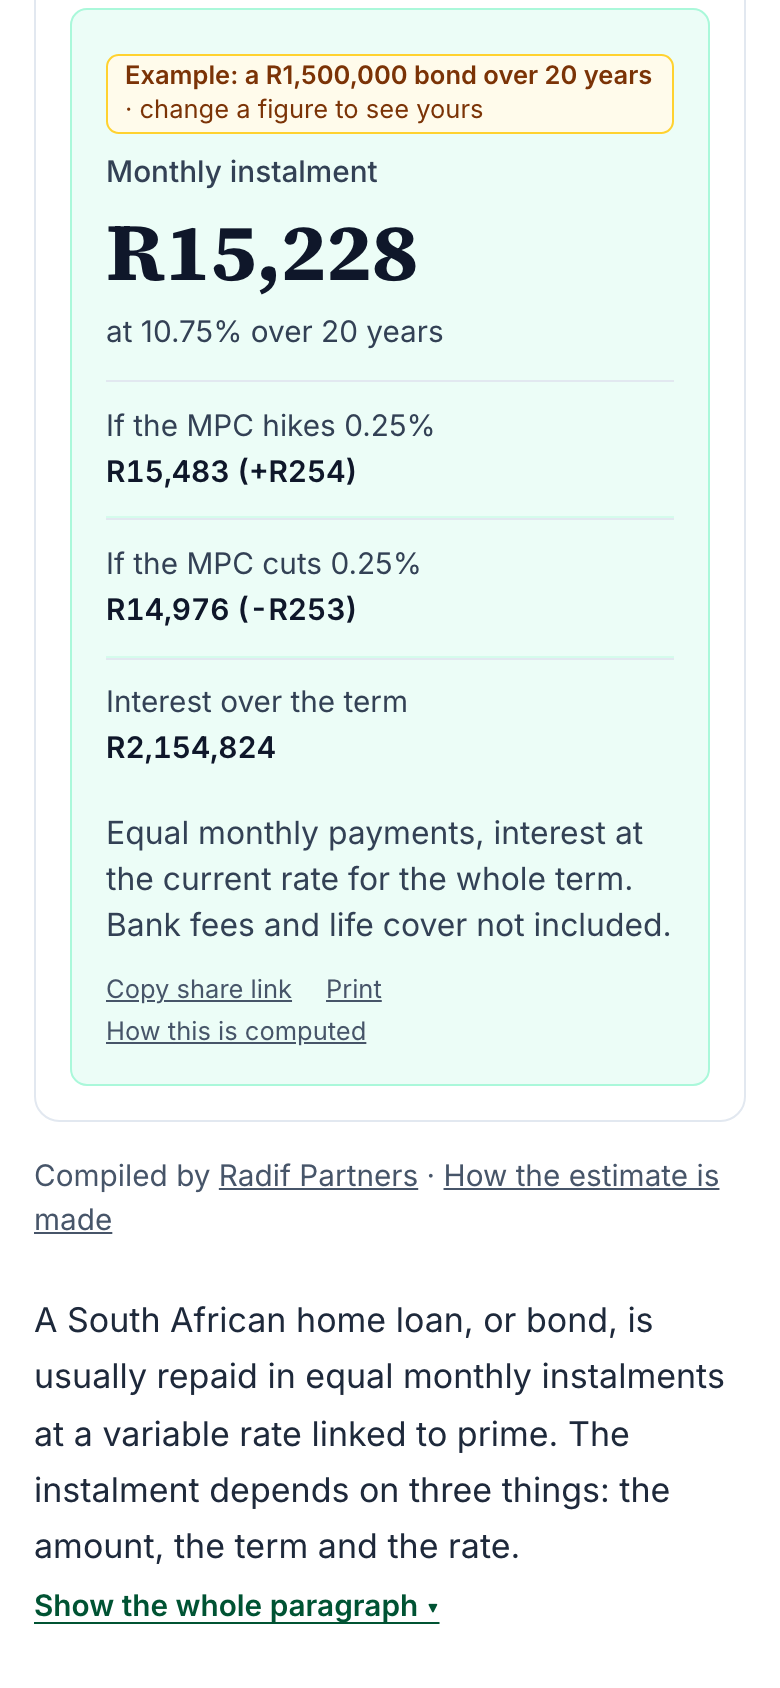 Example: a R1,500,000 bond over 20 years
· change a figure to see yours
Monthly instalment
R15,228
at 10.75% over 20 years
If the MPC hikes 0.25%
R15,483 (+R254)
If the MPC cuts 0.25%
R14,976 (-R253)
Interest over the term
R2,154,824
Equal monthly payments, interest at
the current rate for the whole term.
Bank fees and life cover not included.
Copy share link Print
How this is computed
Compiled by Radif Partners · How the estimate is
made
A South African home loan, or bond, is
usually repaid in equal monthly instalments
at a variable rate linked to prime. The
instalment depends on three things: the
amount, the term and the rate.
Show the whole paragraph ▾